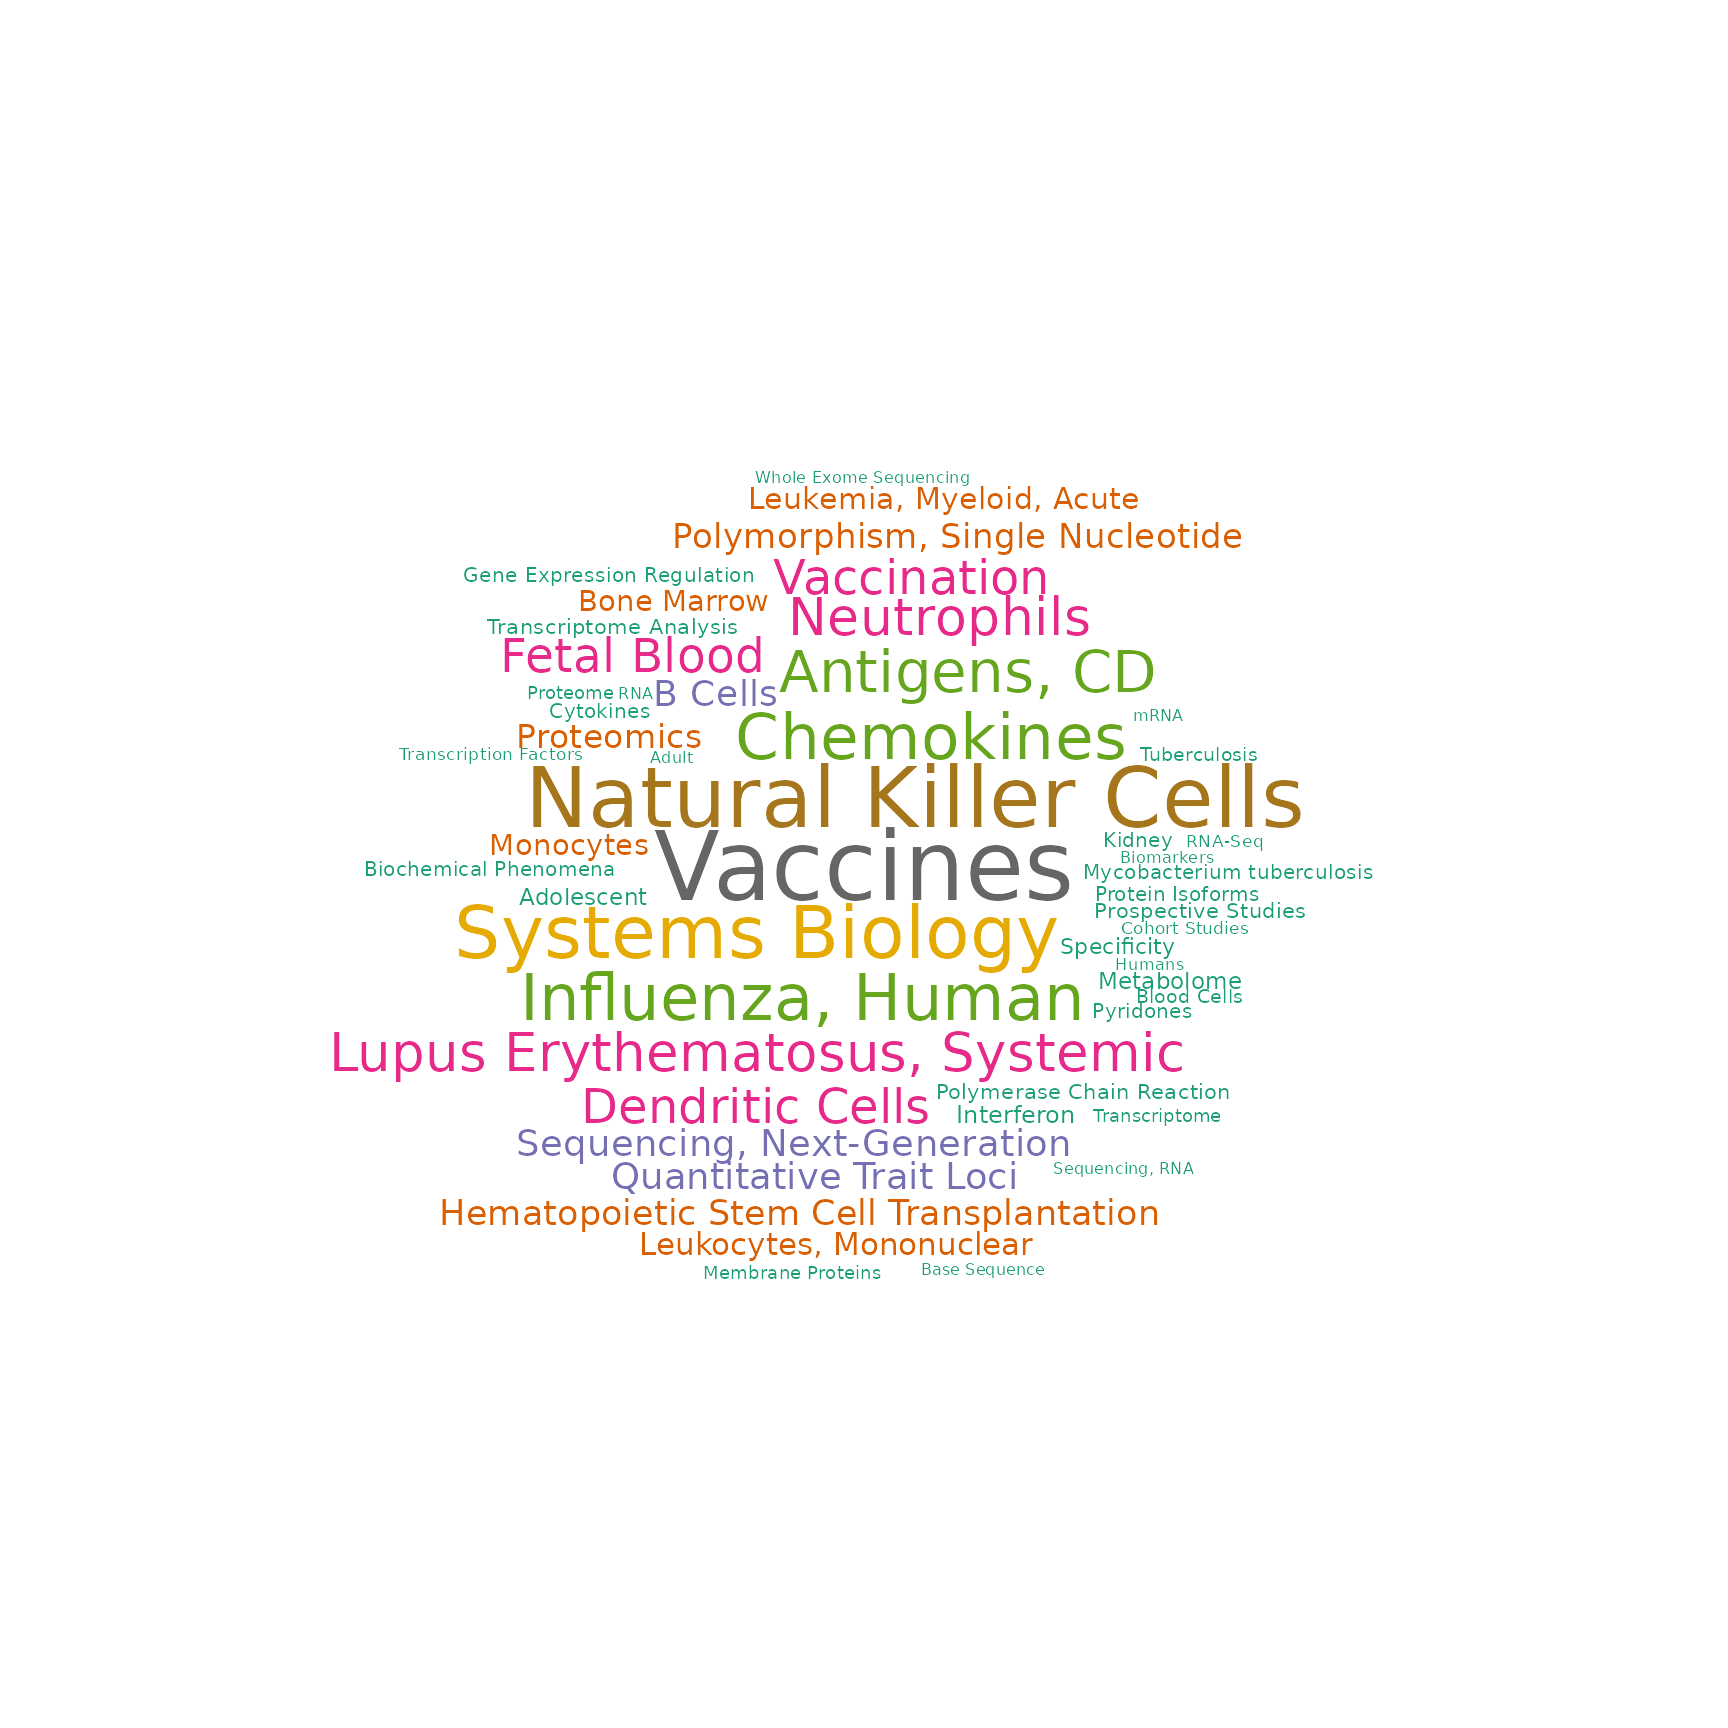 Whole Exome Sequencing
Leukemia, Myeloid, Acute
Polymorphism, Single Nucleotide
Gene Expression Regulation
Vaccination
Bone Marrow
Neutrophils
Transcriptome Analysis
Fetal Blood
Antigens, CD
Proteome
RNA
B Cells
Cytokines
mRNA
Proteomics
Chemokines
Transcription Factors
Adult
Tuberculosis
Natural Killer Cells
Monocytes
Kidney
RNA-Seq
Biomarkers
Vaccines
Biochemical Phenomena
Mycobacterium tuberculosis
Adolescent
Protein Isoforms
Prospective Studies
Cohort Studies
Systems Biology
Specificity
Humans
Metabolome
Influenza, Human
Blood Cells
Pyridones
Lupus Erythematosus, Systemic
Dendritic Cells
Polymerase Chain Reaction
Interferon
Transcriptome
Sequencing, Next-Generation
Quantitative Trait Loci
Sequencing, RNA
Hematopoietic Stem Cell Transplantation
Leukocytes, Mononuclear
Membrane Proteins
Base Sequence